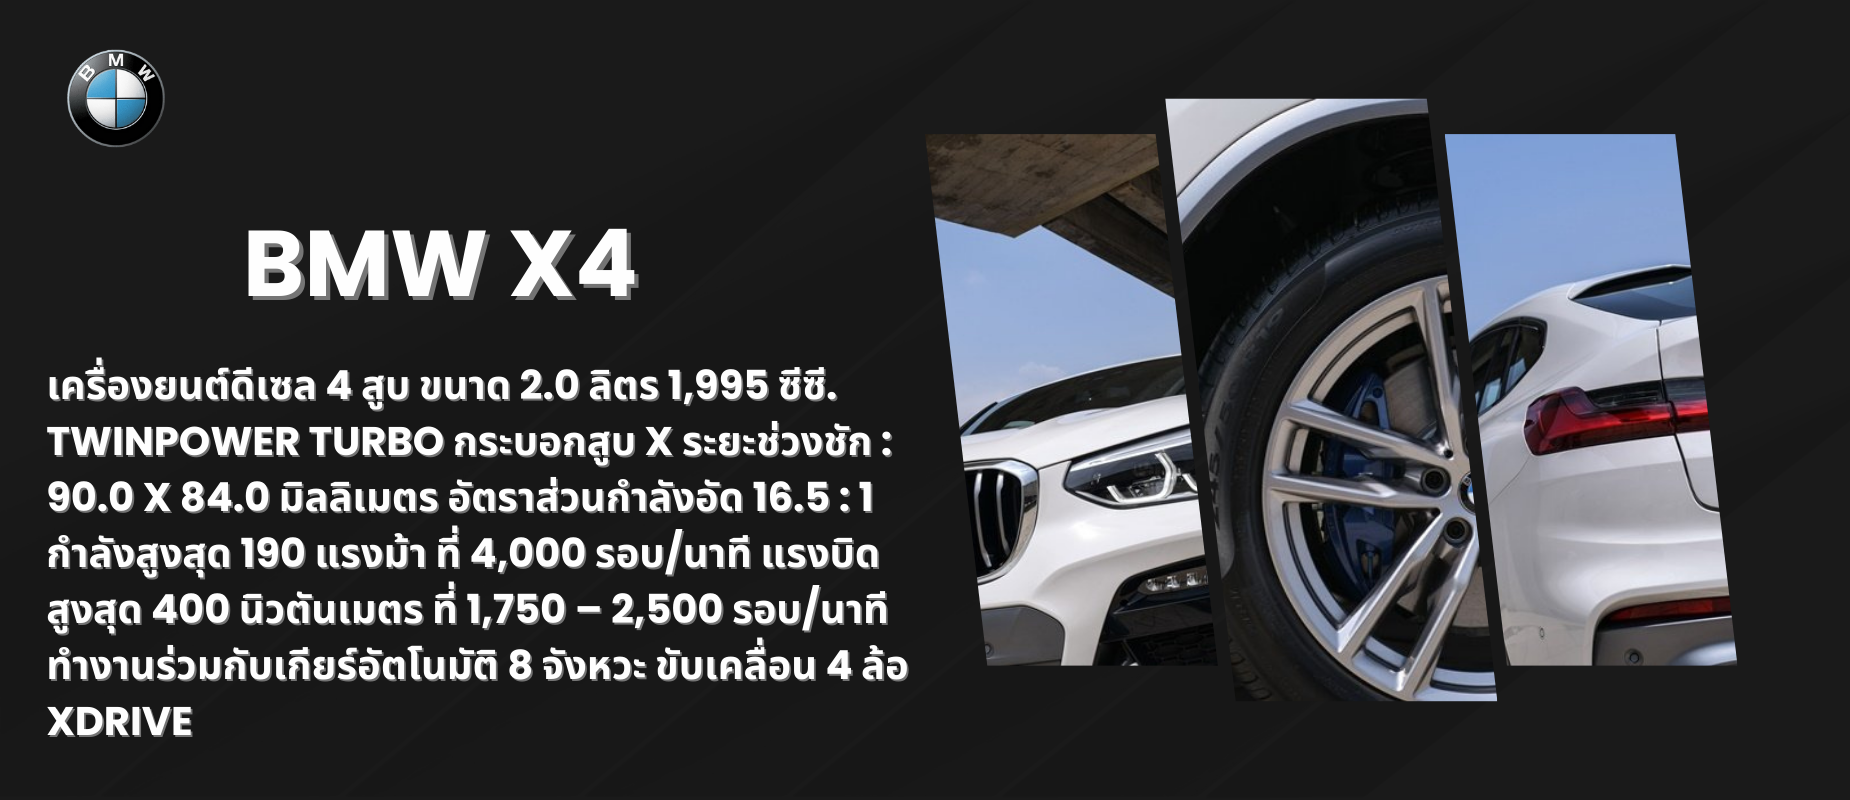 BMW
BMW X4
เครื่องยนต์ดีเซล 4 สูบ ขนาด 2.0 ลิตร 1,995 ซีซี.
TWINPOWER TURBO กระบอกสูบ X ระยะช่วงชัก :
90.0 X 84.0 มิลลิเมตร อัตราส่วนกำลังอัด 16.5 : 1
กำลังสูงสุด 190 แรงม้า ที่ 4,000 รอบ/นาที แรงบิด
สูงสุด 400 นิวตันเมตร ที่ 1,750 – 2,500 รอบ/นาที
ทำงานร่วมกับเกียร์อัตโนมัติ 8 จังหวะ ขับเคลื่อน 4 ล้อ
XDRIVE